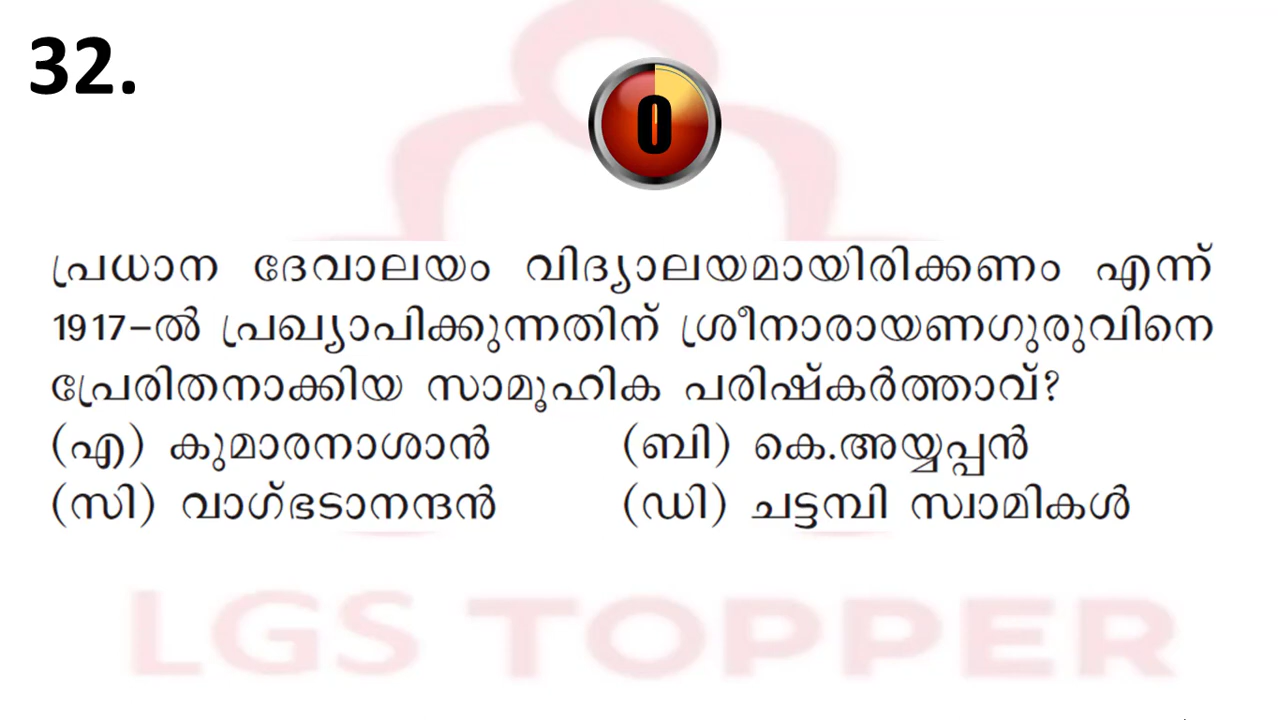 32.
0
പ്രധാന ദേവാലയം വിദ്യാലയമായിരിക്കണം എന്ന്
1917-ൽ പ്രഖ്യാപിക്കുന്നതിന് ശ്രീനാരായണഗുരുവിനെ
പ്രേരിതനാക്കിയ സാമൂഹിക പരിഷ്കർത്താവ്?
(എ) കുമാരനാശാൻ (ബി) കെ.അയ്യപ്പൻ
(സി) വാഗ്ഭടാനന്ദൻ (ഡി) ചട്ടമ്പി സ്വാമികൾ
LGS TOPPER